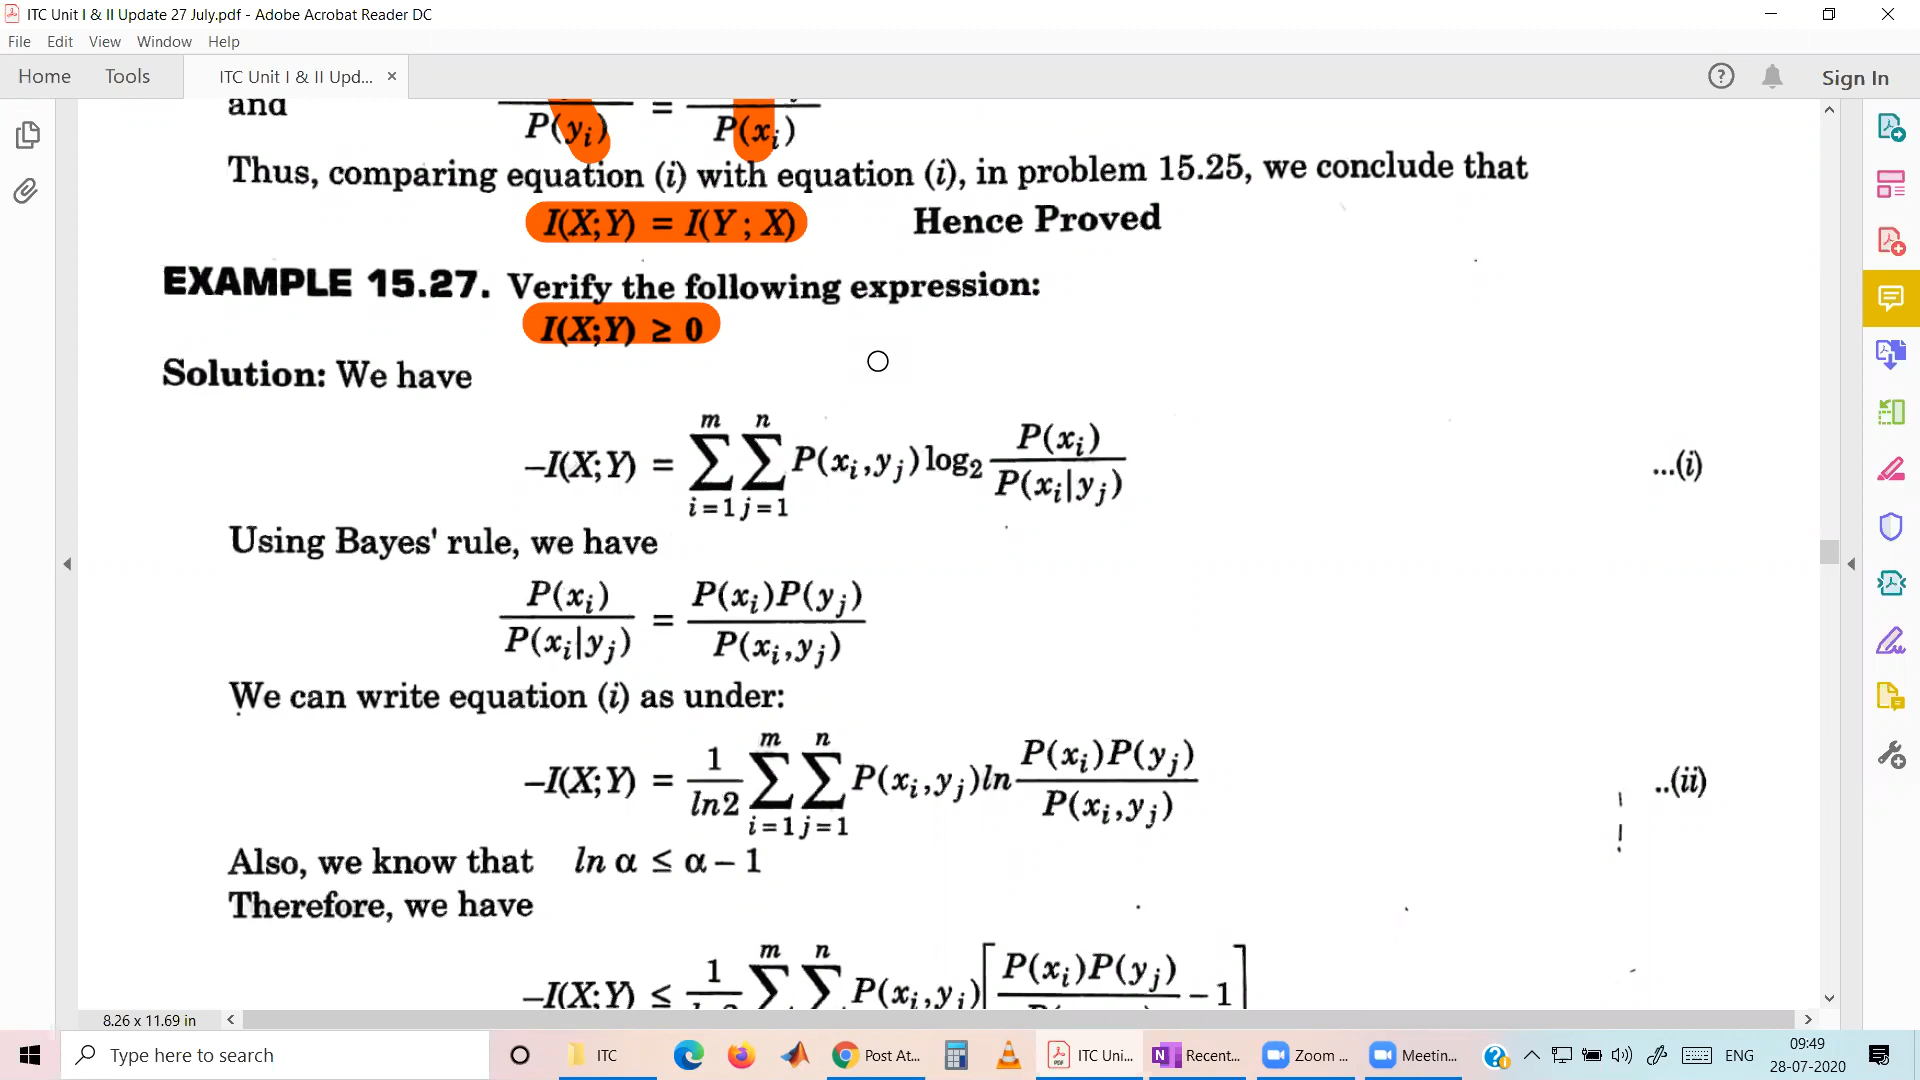 ITC Unit I & II Update 27 July.pdf - Adobe Acrobat Reader DC
File Edit View Window Help
Home Tools ITC Unit I & II Upd... × Sign In
and P(yi) = P(xi)
Thus, comparing equation (i) with equation (i), in problem 15.25, we conclude that
I(X;Y) = I(Y ; X) Hence Proved
EXAMPLE 15.27. Verify the following expression:
I(X;Y) ≥ 0
Solution: We have
–I(X;Y) = ∑_{i=1}^{m} ∑_{j=1}^{n} P(xi,yj) log2 P(xi) / P(xi|yj) ...(i)
Using Bayes' rule, we have
P(xi) / P(xi|yj) = P(xi)P(yj) / P(xi,yj)
We can write equation (i) as under:
–I(X;Y) = 1/ln2 ∑_{i=1}^{m} ∑_{j=1}^{n} P(xi,yj) ln P(xi)P(yj) / P(xi,yj) ..(ii)
Also, we know that ln α ≤ α – 1
Therefore, we have
–I(X;Y) ≤ 1 ∑^{m} ∑^{n} P(xi,yj) [ P(xi)P(yj) – 1 ]
8.26 x 11.69 in
Type here to search ITC Post At... ITC Uni... Recent... Zoom ... Meetin... ENG 09:49
28-07-2020